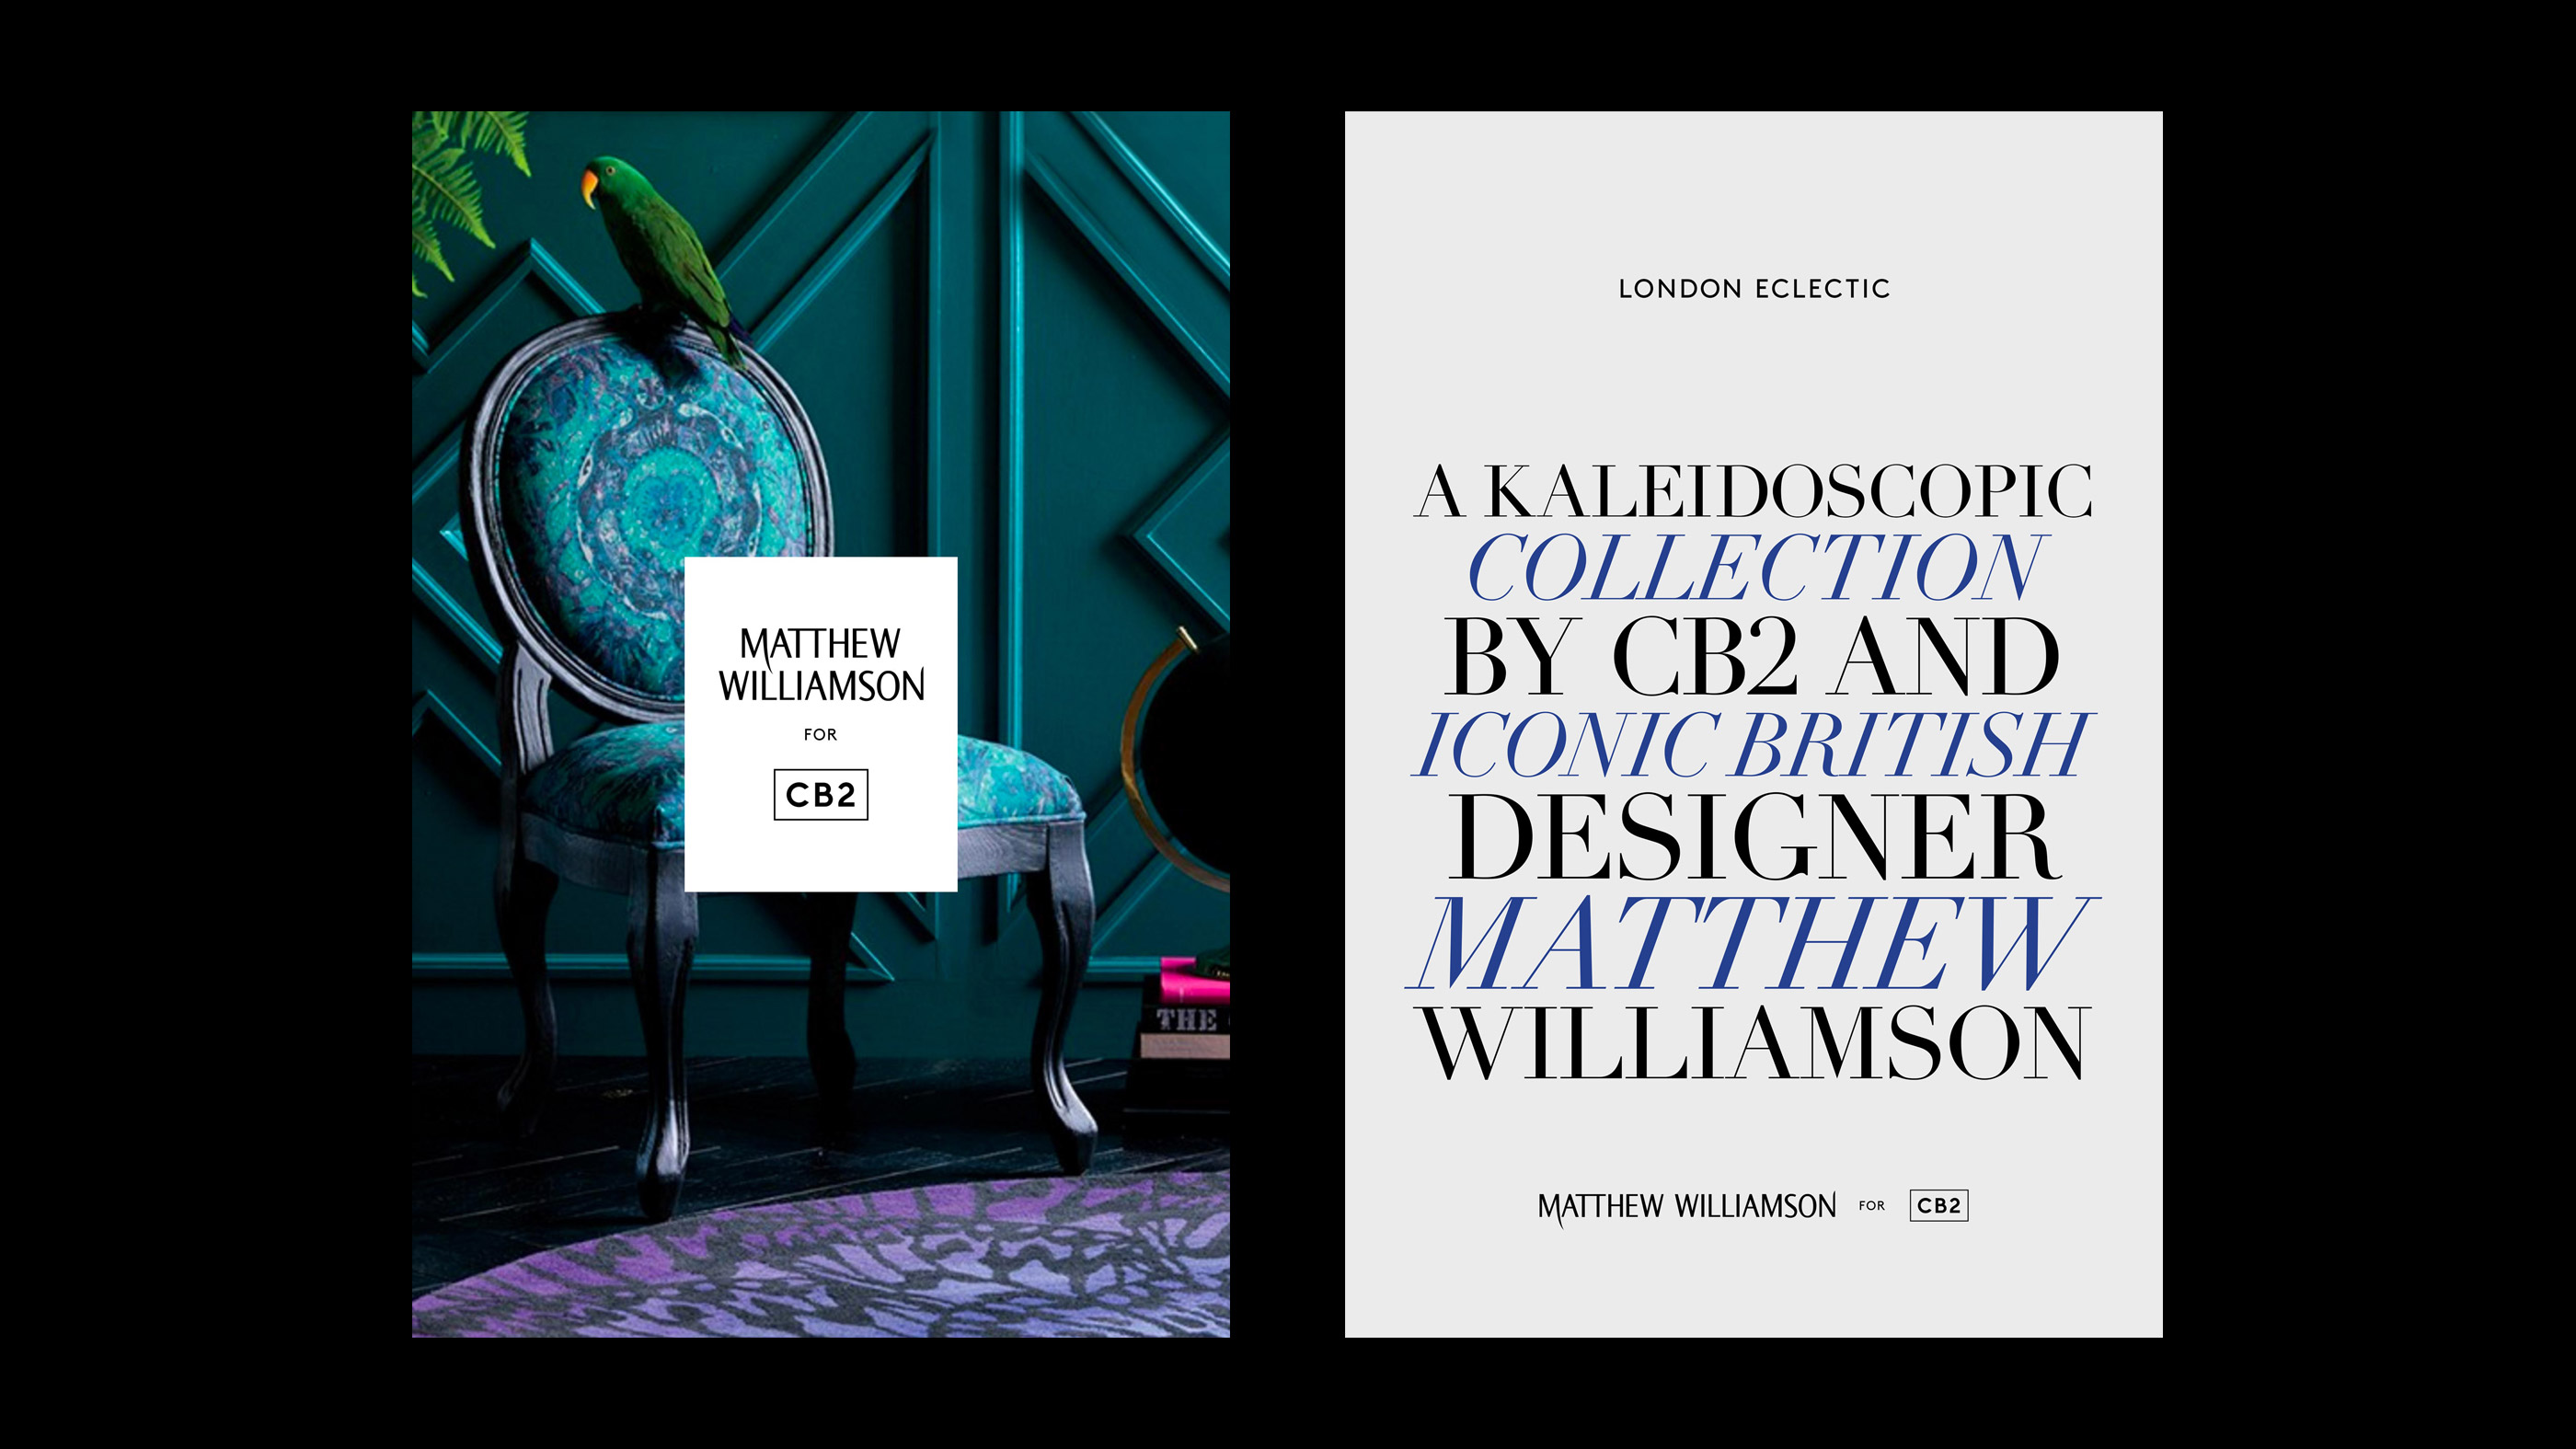 MATTHEW
WILLIAMSON
FOR
CB2
THE
LONDON ECLECTIC
A KALEIDOSCOPIC
COLLECTION
BY CB2 AND
ICONIC BRITISH
DESIGNER
MATTHEW
WILLIAMSON
MATTHEW WILLIAMSON FOR CB2